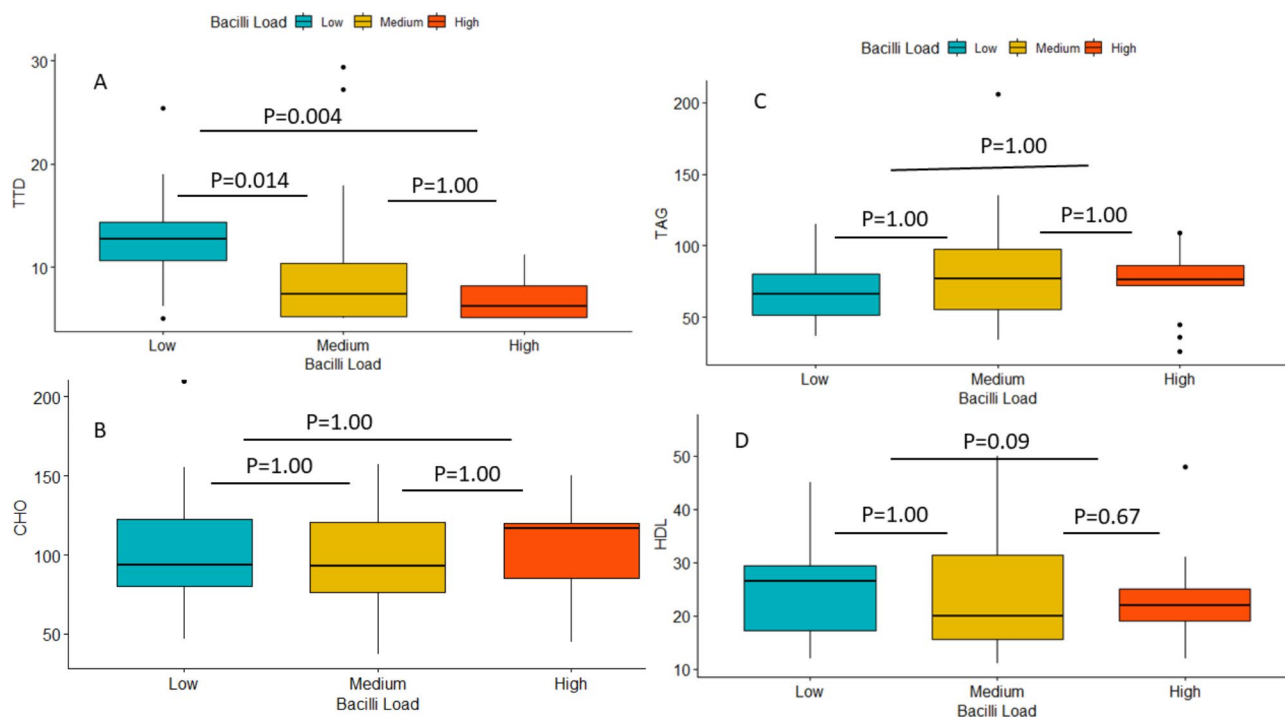 Bacilli Load Low Medium High
A
30
20
10
TTD
P=0.004
P=0.014
P=1.00
Low Medium High
Bacilli Load
B
200
150
100
50
CHO
P=1.00
P=1.00 P=1.00
Low Medium High
Bacilli Load
Bacilli Load Low Medium High
C
200
150
100
50
TAG
P=1.00
P=1.00 P=1.00
Low Medium High
Bacilli Load
D
50
40
30
20
10
HDL
P=0.09
P=1.00 P=0.67
Low Medium High
Bacilli Load